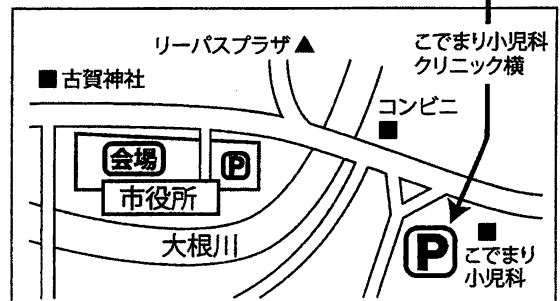 リーパスプラザ▲
こでまり小児科
クリニック横
■古賀神社
コンビニ
■
会場
P
市役所
大根川
P
■
こでまり
小児科